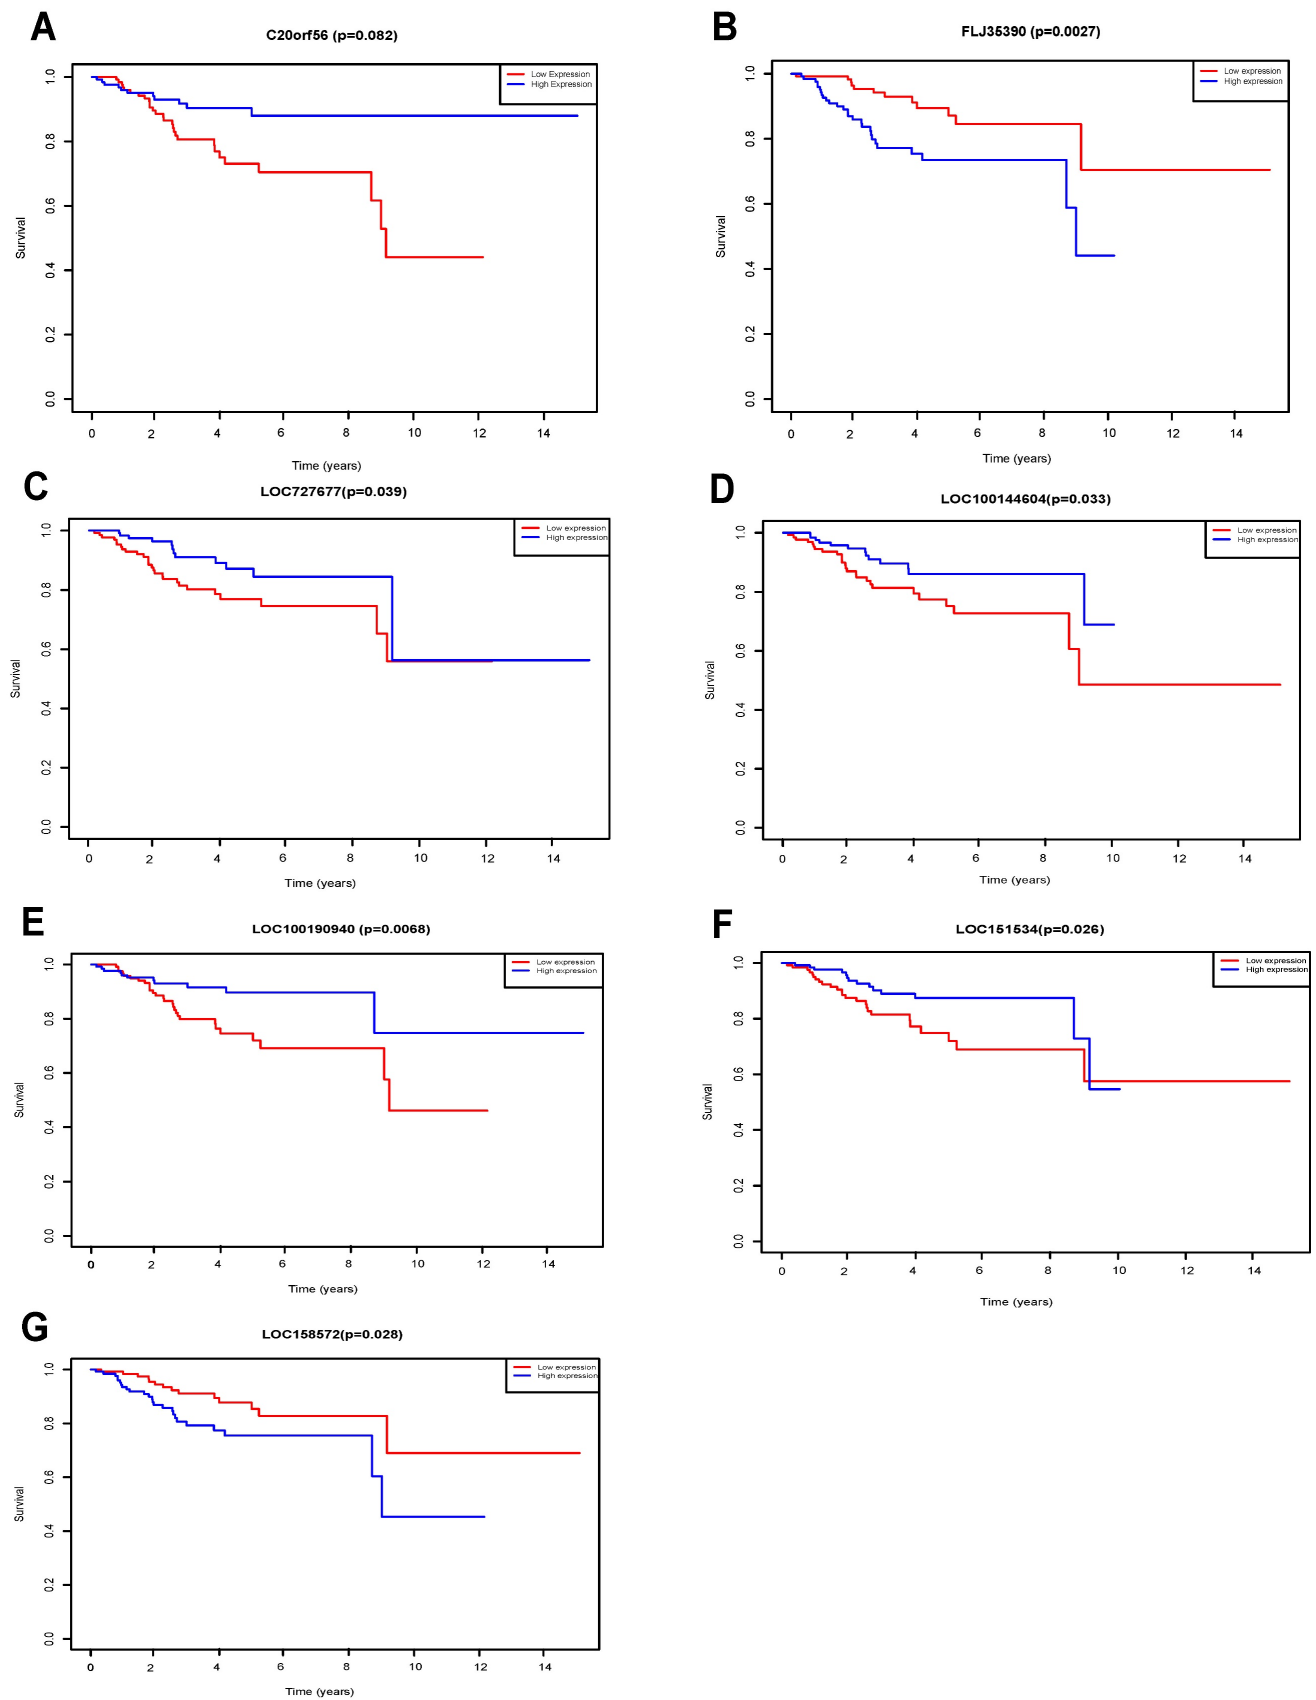 A
C20orf56 (p=0.082)
Low Expression
High Expression
Survival
0.0 0.2 0.4 0.6 0.8 1.0
0 2 4 6 8 10 12 14
Time (years)
B
FLJ35390 (p=0.0027)
Low expression
High expression
Survival
0.0 0.2 0.4 0.6 0.8 1.0
0 2 4 6 8 10 12 14
Time (years)
C
LOC727677(p=0.039)
Low expression
High expression
Survival
0.0 0.2 0.4 0.6 0.8 1.0
0 2 4 6 8 10 12 14
Time (years)
D
LOC100144604(p=0.033)
Low expression
High expression
Survival
0.0 0.2 0.4 0.6 0.8 1.0
0 2 4 6 8 10 12 14
Time (years)
E
LOC100190940 (p=0.0068)
Low expression
High expression
Survival
0.0 0.2 0.4 0.6 0.8 1.0
0 2 4 6 8 10 12 14
Time (years)
F
LOC151534(p=0.026)
Low expression
High expression
Survival
0.0 0.2 0.4 0.6 0.8 1.0
0 2 4 6 8 10 12 14
Time (years)
G
LOC158572(p=0.028)
Low expression
High expression
Survival
0.0 0.2 0.4 0.6 0.8 1.0
0 2 4 6 8 10 12 14
Time (years)